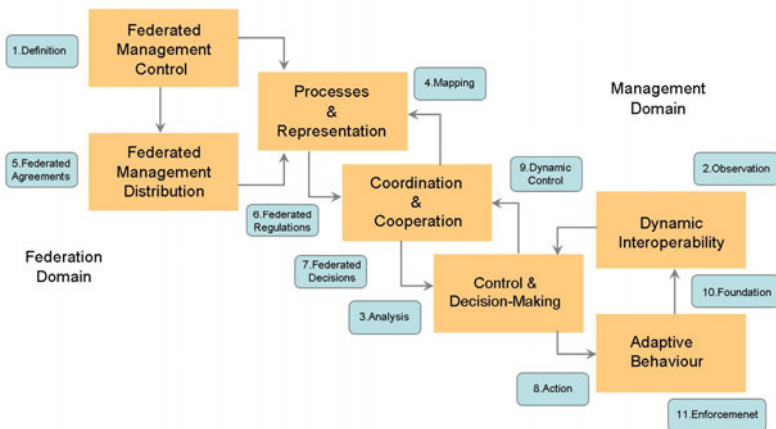 Federated
Management
Control
1.Definition
Processes
&
Representation
4.Mapping
Management
Domain
5.Federated
Agreements
Federated
Management
Distribution
6.Federated
Regulations
Coordination
&
Cooperation
9.Dynamic
Control
2.Observation
Dynamic
Interoperability
Federation
Domain
7.Federated
Decisions
Control &
Decision-Making
3.Analysis
10.Foundation
Adaptive
Behaviour
8.Action
11.Enforcemenet